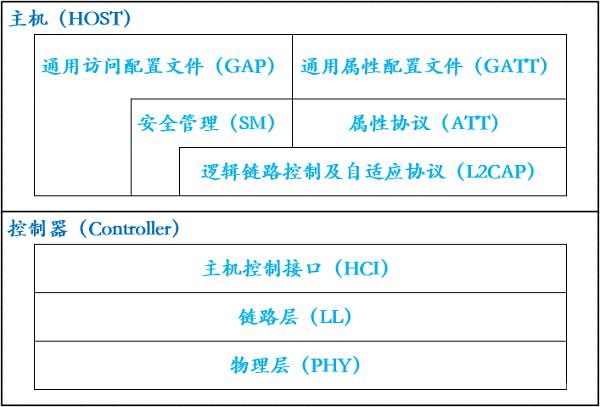 主机（HOST）
通用访问配置文件（GAP）
通用属性配置文件（GATT）
安全管理（SM）
属性协议（ATT）
逻辑链路控制及自适应协议（L2CAP）
控制器（Controller）
主机控制接口（HCI）
链路层（LL）
物理层（PHY）